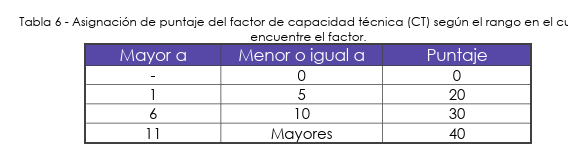 Tabla 6 - Asignación de puntaje del factor de capacidad técnica (CT) según el rango en el
encuentre el factor.
Mayor a Menor o igual a Puntaje
- 0 0
1 5 20
6 10 30
11 Mayores 40